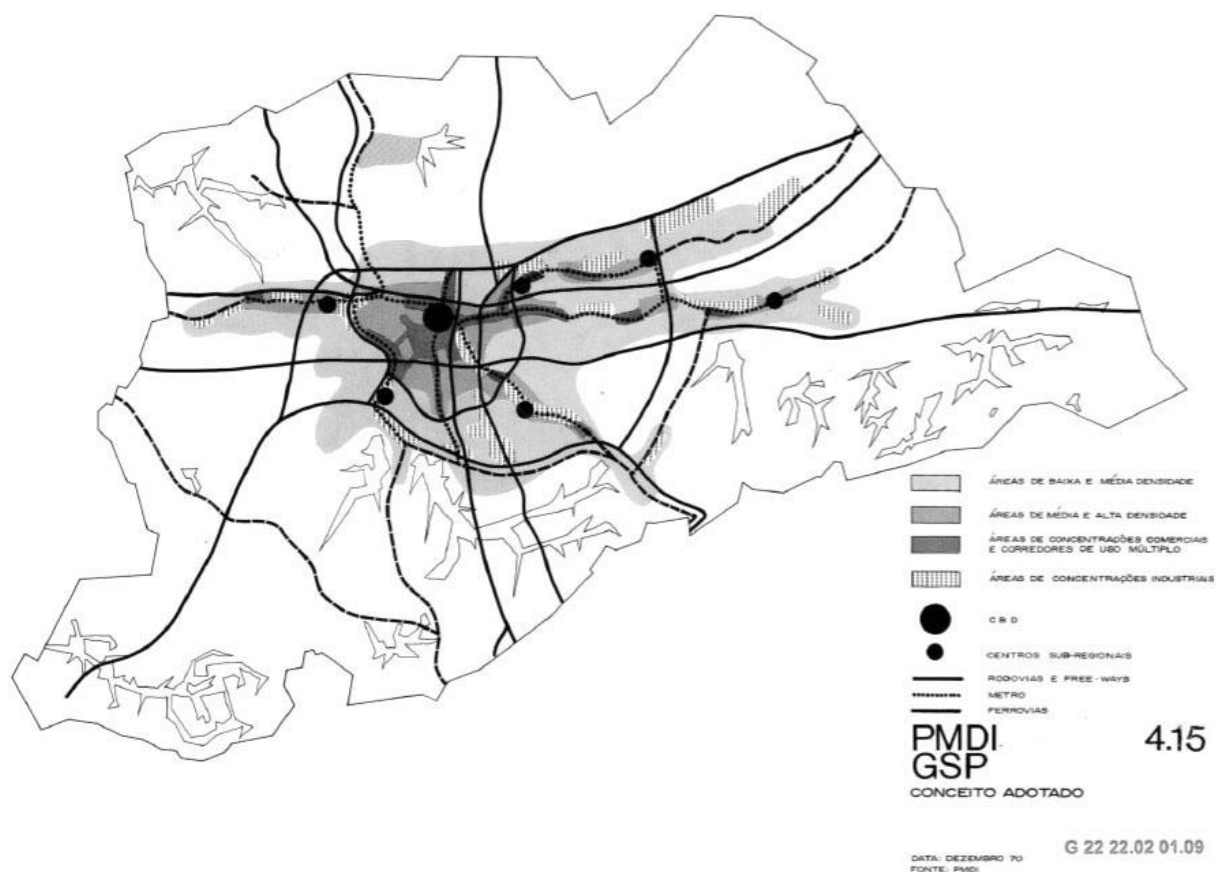 ÁREAS DE BAIXA E MÉDIA DENSIDADE
ÁREAS DE MÉDIA E ALTA DENSIDADE
ÁREAS DE CONCENTRAÇÕES COMERCIAIS
E CORREDORES DE USO MÚLTIPLO
ÁREAS DE CONCENTRAÇÕES INDUSTRIAIS
C B D
CENTROS SUB-REGIONAIS
RODOVIAS E FREE-WAYS
METRO
FERROVIAS
PMDI 4.15
GSP
CONCEITO ADOTADO
G 22 22.02 01.09
DATA: DEZEMBRO 70
FONTE: PMDI